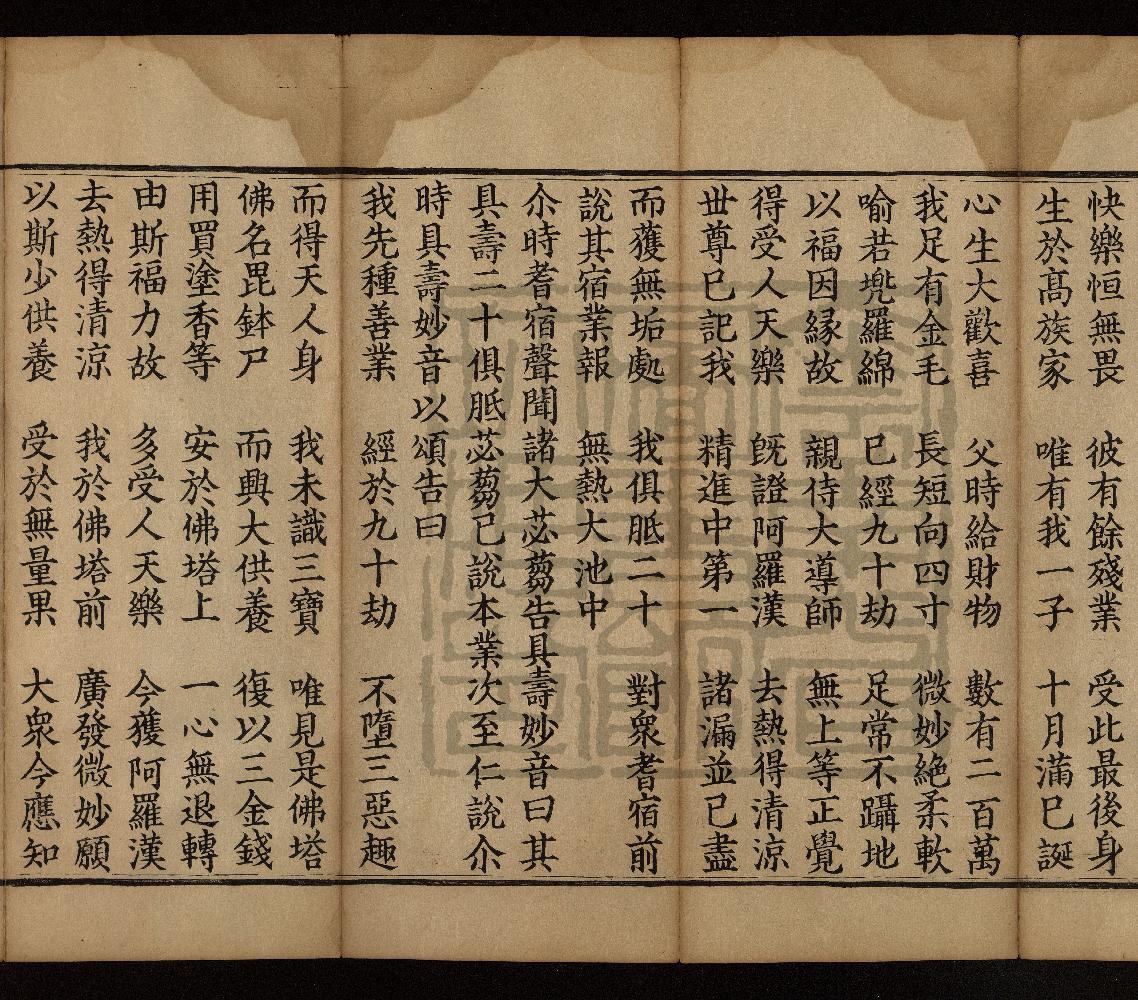 快樂恒無畏　彼有餘殘業　受此最後身
生於髙族家　唯有我一子　十月滿巳誕
心生大歡喜　父時給財物　數有二百萬
我足有金毛　長短向四寸　微妙絶柔軟
喻若兠羅綿　巳經九十劫　足常不躡地
以福因縁故　親侍大導師　無上等正覺
得受人天樂　旣證阿羅漢　去熱得清涼
丗尊巳記我　精進中第一　諸漏並巳盡
而獲無垢處　我俱胝二十　對衆耆宿前
說其宿業報　無熱大池中
尒時耆宿聲聞諸大苾蒭告具壽妙音曰其
具壽二十俱胝苾蒭巳說本業次至仁說尒
時具壽妙音以頌告曰
我先種善業　經於九十劫　不墮三惡趣
而得天人身　我未識三寶　唯見是佛塔
佛名毘鉢尸　而興大供養　復以三金錢
用買塗香等　安於佛塔上　一心無退轉
由斯福力故　多受人天樂　今獲阿羅漢
去熱得清涼　我於佛塔前　廣發微妙願
以斯少供養　受於無量果　大衆今應知